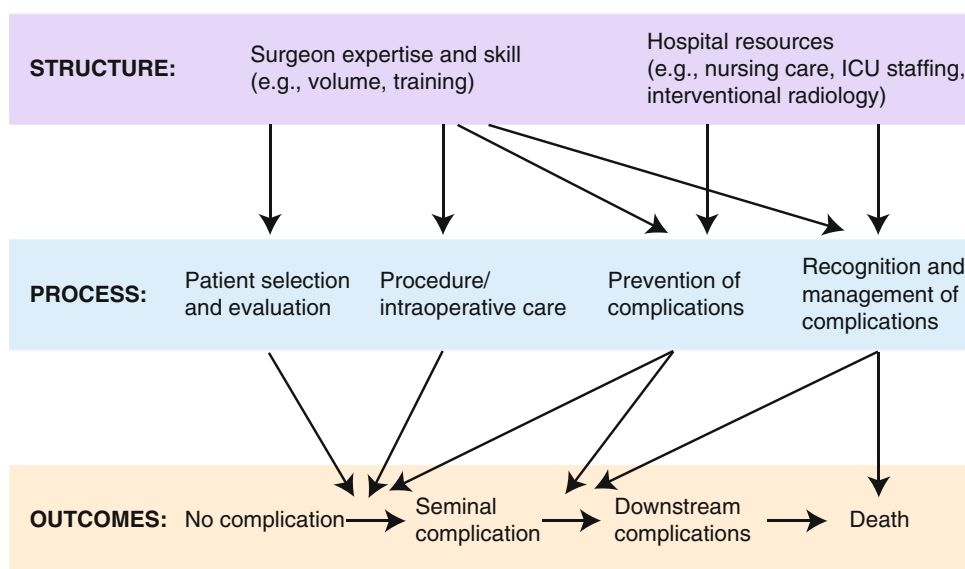 STRUCTURE:
Surgeon expertise and skill
(e.g., volume, training)
Hospital resources
(e.g., nursing care, ICU staffing,
interventional radiology)
PROCESS:
Patient selection
and evaluation
Procedure/
intraoperative care
Prevention of
complications
Recognition and
management of
complications
OUTCOMES:
No complication
Seminal
complication
Downstream
complications
Death